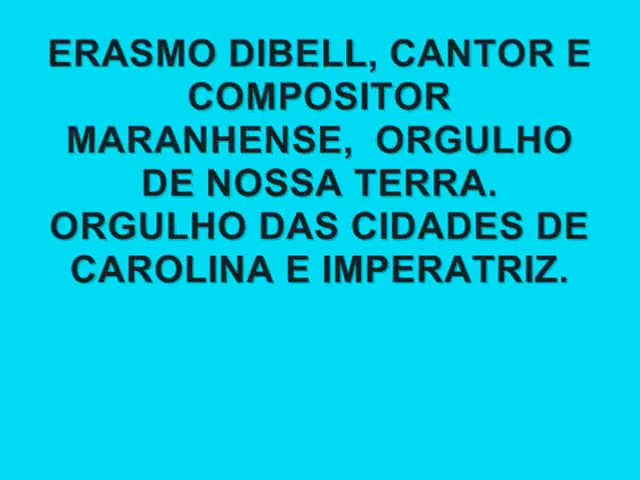 ERASMO DIBELL, CANTOR E
COMPOSITOR
MARANHENSE,  ORGULHO
DE NOSSA TERRA.
ORGULHO DAS CIDADES DE
CAROLINA E IMPERATRIZ.